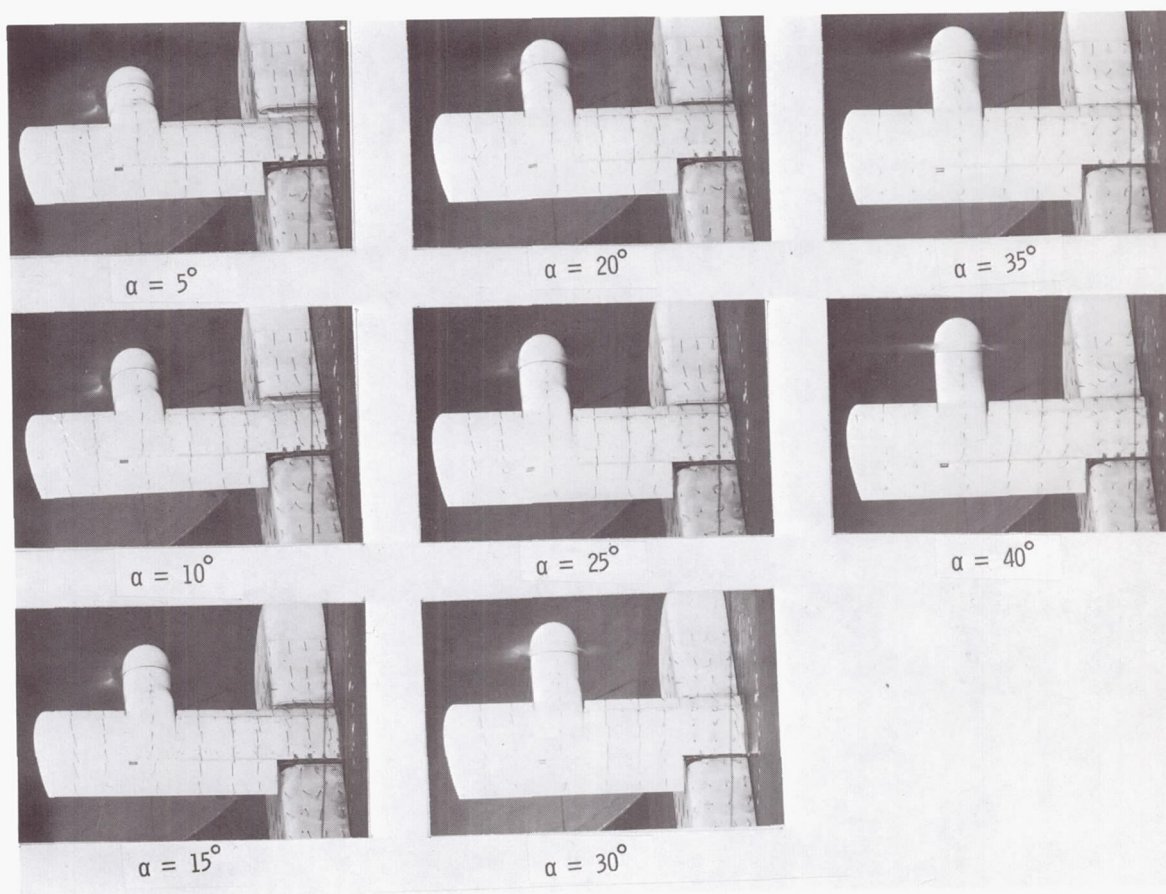 α = 5°
α = 20°
α = 35°
α = 10°
α = 25°
α = 40°
α = 15°
α = 30°